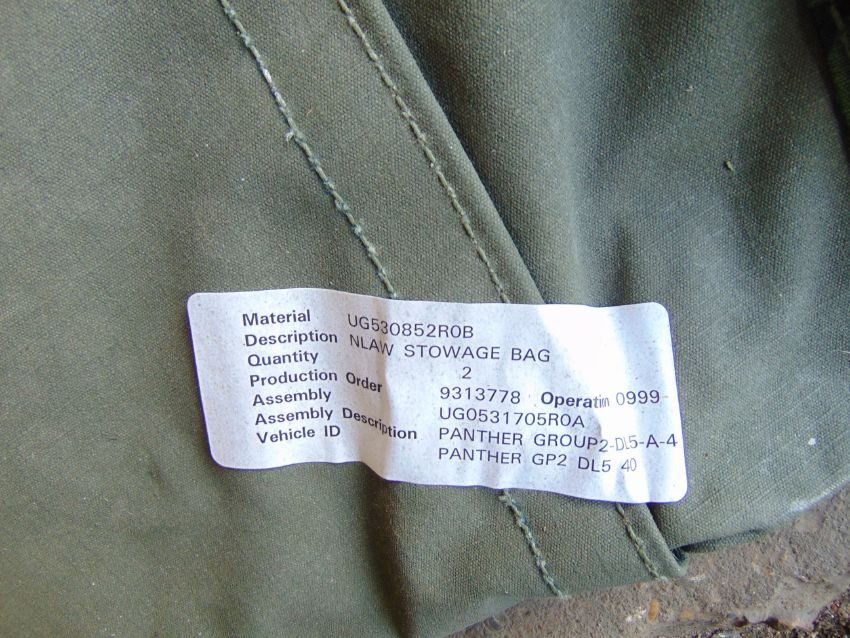 Material UG530852R0B
Description NLAW STOWAGE BAG
Quantity 2
Production Order 9313778 Operation 0999
Assembly UG0531705R0A
Assembly Description PANTHER GROUP2-DL5-A-4
Vehicle ID PANTHER GP2 DL5 40